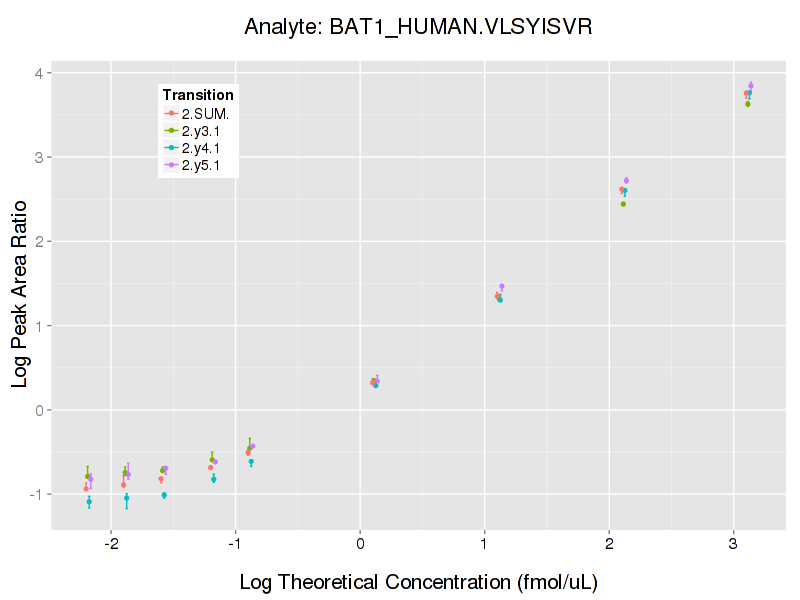 Analyte: BAT1_HUMAN.VLSYISVR
Log Peak Area Ratio
4
3
2
1
0
-1
Transition
2.SUM.
2.y3.1
2.y4.1
2.y5.1
-2 -1 0 1 2 3
Log Theoretical Concentration (fmol/uL)